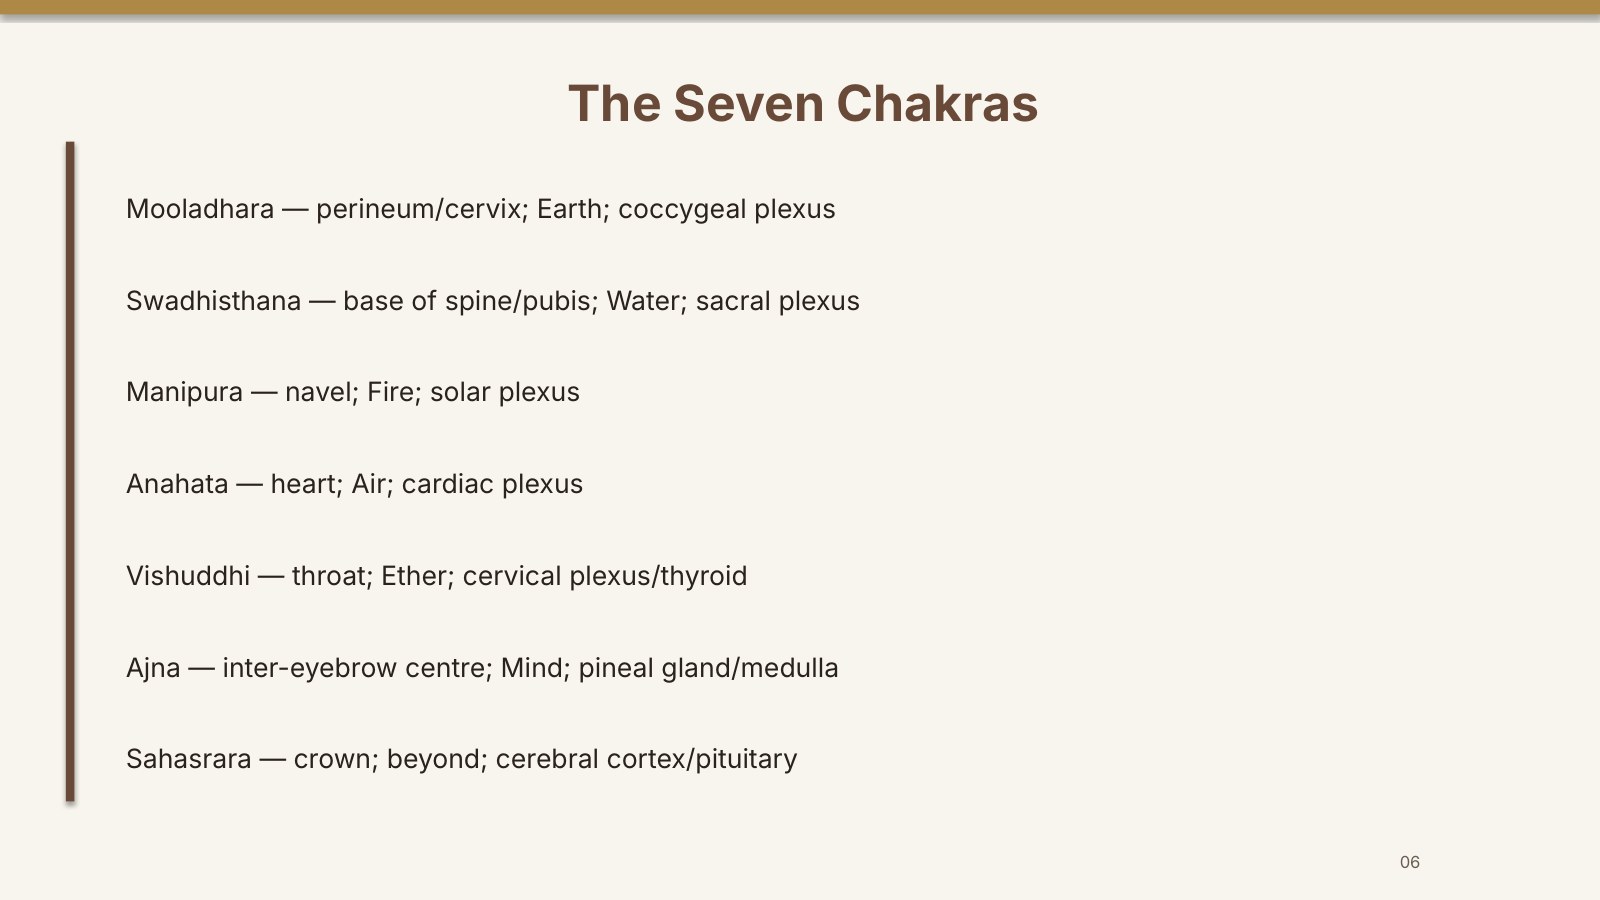 The Seven Chakras
Mooladhara — perineum/cervix; Earth; coccygeal plexus
Swadhisthana — base of spine/pubis; Water; sacral plexus
Manipura — navel; Fire; solar plexus
Anahata — heart; Air; cardiac plexus
Vishuddhi — throat; Ether; cervical plexus/thyroid
Ajna — inter-eyebrow centre; Mind; pineal gland/medulla
Sahasrara — crown; beyond; cerebral cortex/pituitary
06